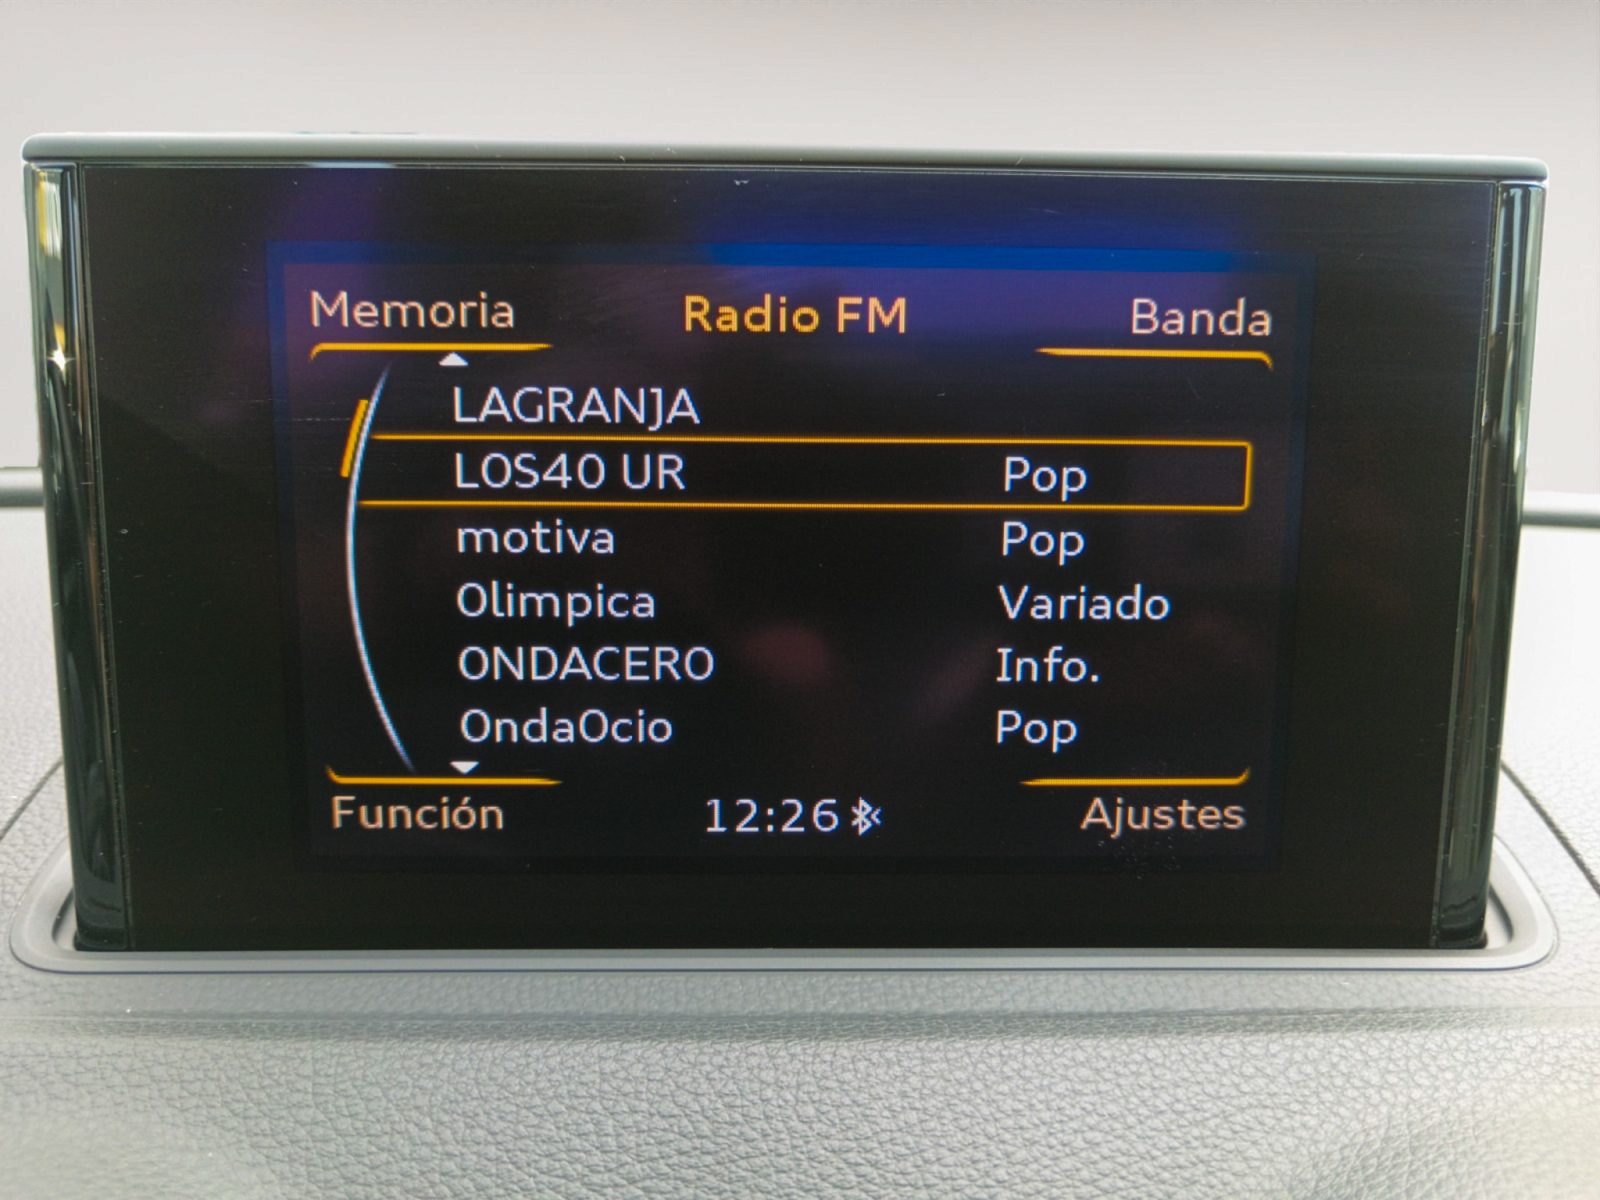 Memoria Radio FM Banda
LAGRANJA
LOS40 UR Pop
motiva Pop
Olimpica Variado
ONDACERO Info.
OndaOcio Pop
Función 12:26 Ajustes